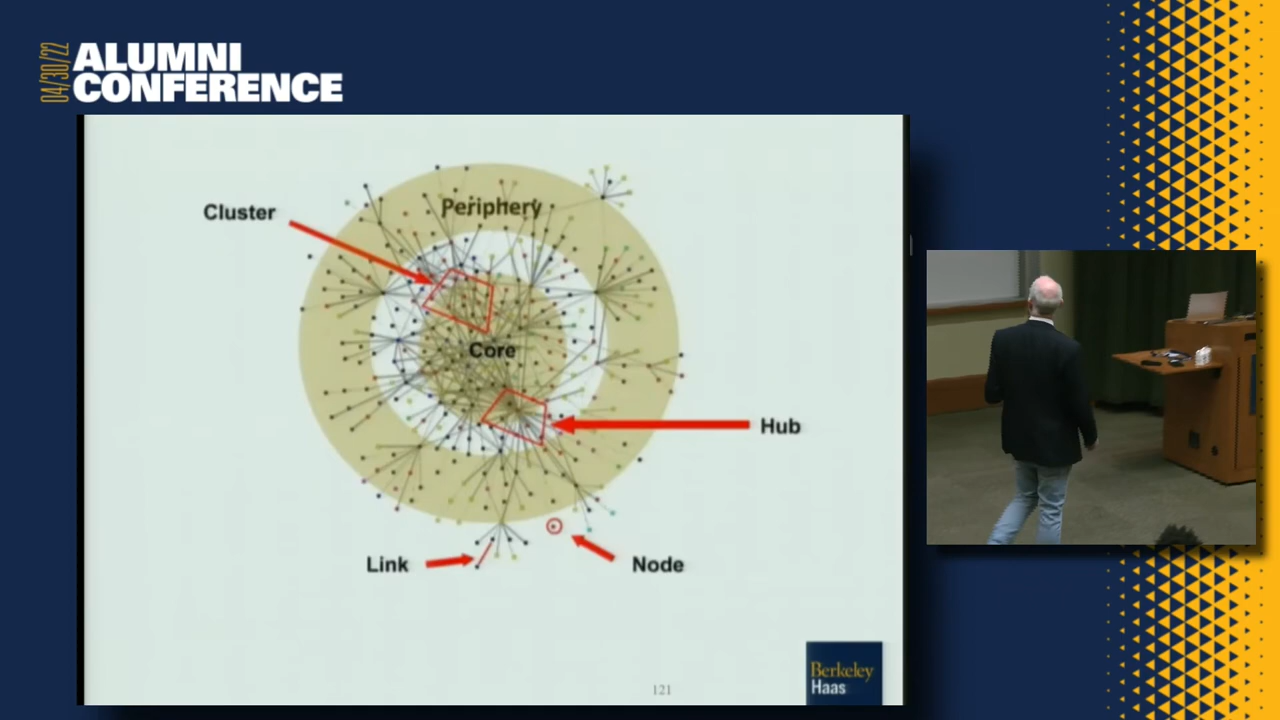 04/30/22
ALUMNI
CONFERENCE
Periphery
Cluster
Core
Hub
Link
Node
121
Berkeley
Haas